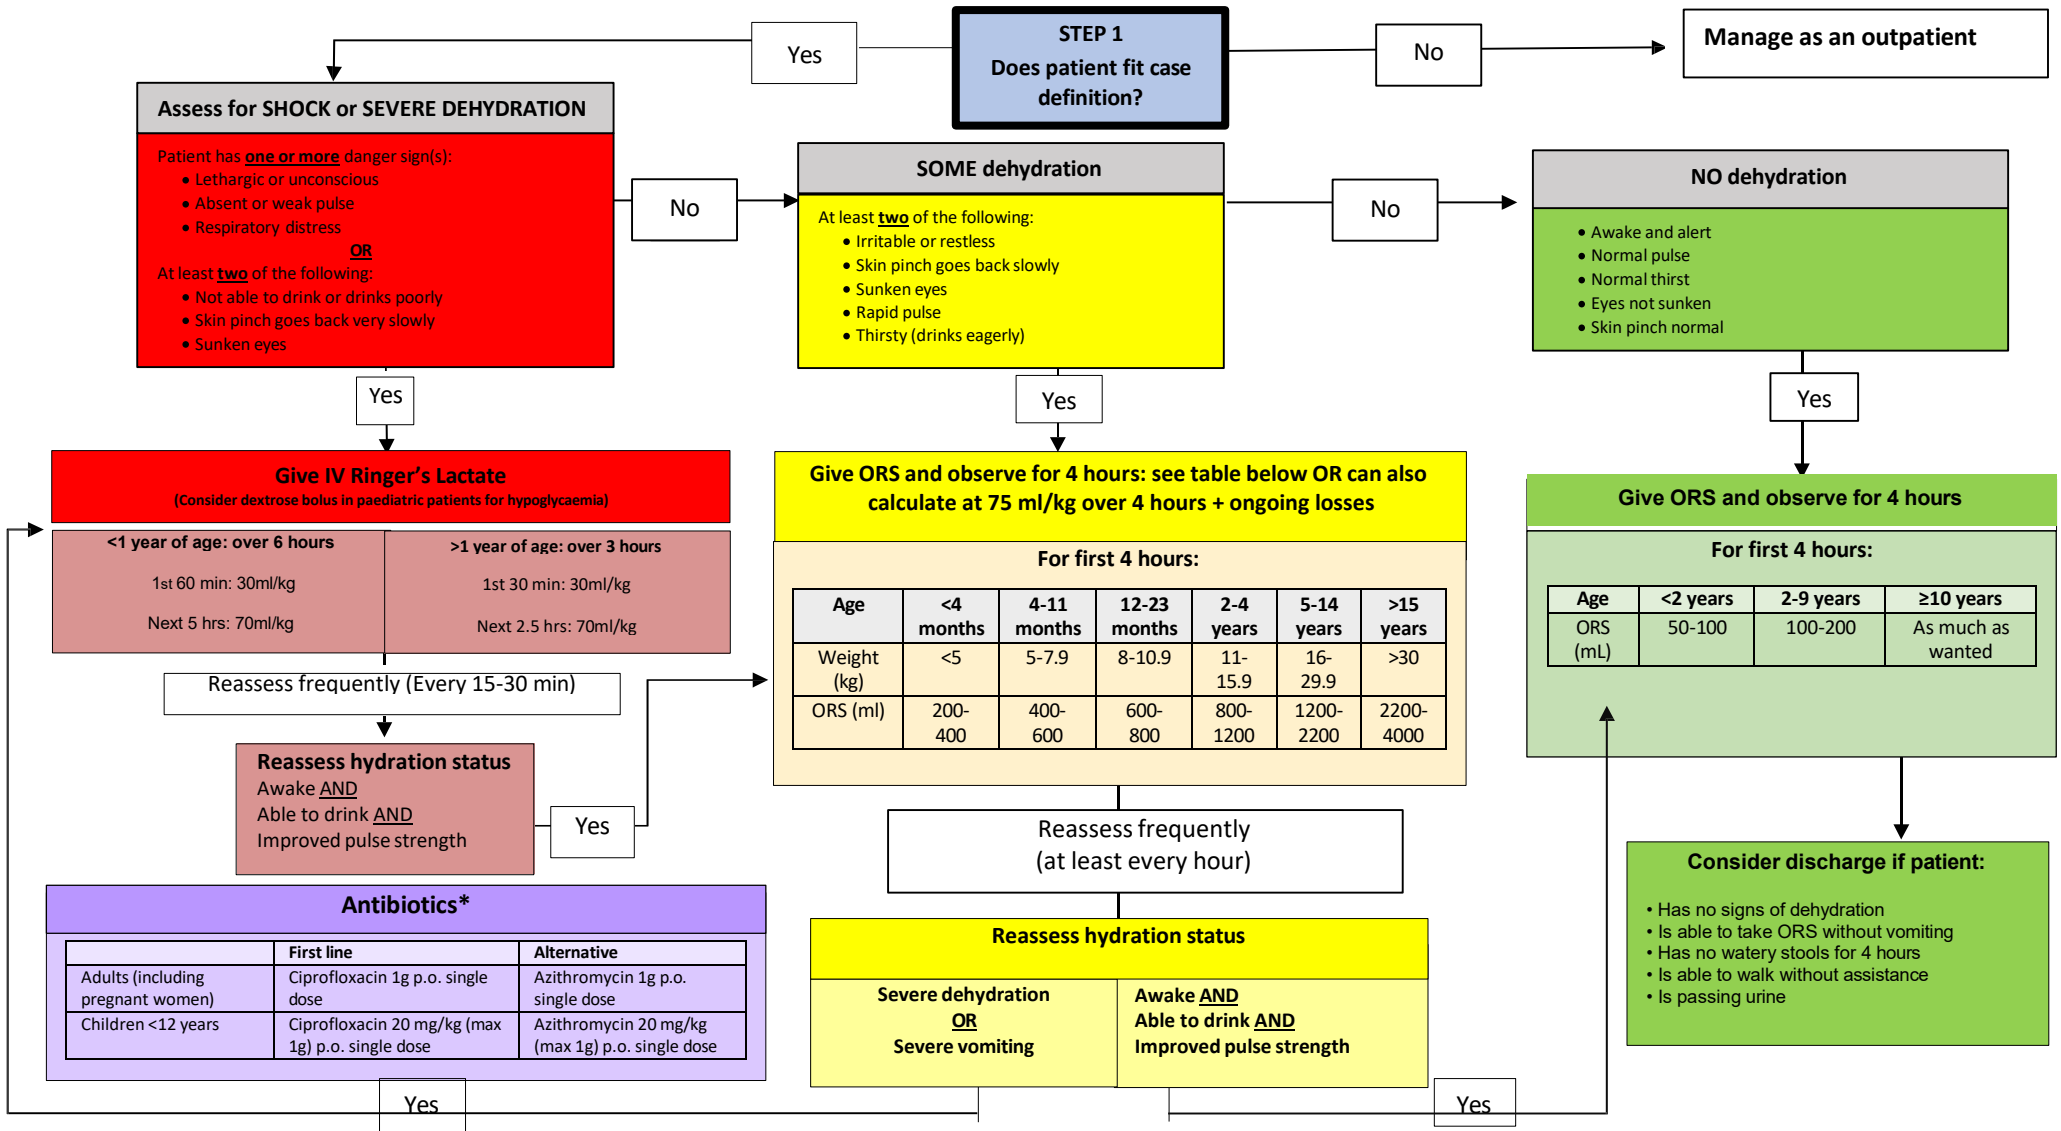 STEP 1
Does patient fit case
definition?
Yes
No
Manage as an outpatient
Assess for SHOCK or SEVERE DEHYDRATION
Patient has one or more danger sign(s):
• Lethargic or unconscious
• Absent or weak pulse
• Respiratory distress
OR
At least two of the following:
• Not able to drink or drinks poorly
• Skin pinch goes back very slowly
• Sunken eyes
No
SOME dehydration
At least two of the following:
• Irritable or restless
• Skin pinch goes back slowly
• Sunken eyes
• Rapid pulse
• Thirsty (drinks eagerly)
No
NO dehydration
• Awake and alert
• Normal pulse
• Normal thirst
• Eyes not sunken
• Skin pinch normal
Yes
Yes
Yes
Give IV Ringer’s Lactate
(Consider dextrose bolus in paediatric patients for hypoglycaemia)
<1 year of age: over 6 hours
1st 60 min: 30ml/kg
Next 5 hrs: 70ml/kg
>1 year of age: over 3 hours
1st 30 min: 30ml/kg
Next 2.5 hrs: 70ml/kg
Reassess frequently (Every 15-30 min)
Reassess hydration status
Awake AND
Able to drink AND
Improved pulse strength
Yes
Give ORS and observe for 4 hours: see table below OR can also
calculate at 75 ml/kg over 4 hours + ongoing losses
For first 4 hours:
Age <4 months 4-11 months 12-23 months 2-4 years 5-14 years >15 years
Weight (kg) <5 5-7.9 8-10.9 11-15.9 16-29.9 >30
ORS (ml) 200-400 400-600 600-800 800-1200 1200-2200 2200-4000
Reassess frequently
(at least every hour)
Reassess hydration status
Severe dehydration
OR
Severe vomiting
Awake AND
Able to drink AND
Improved pulse strength
Yes
Yes
Give ORS and observe for 4 hours
For first 4 hours:
Age <2 years 2-9 years ≥10 years
ORS (mL) 50-100 100-200 As much as wanted
Consider discharge if patient:
• Has no signs of dehydration
• Is able to take ORS without vomiting
• Has no watery stools for 4 hours
• Is able to walk without assistance
• Is passing urine
Antibiotics*
First line Alternative
Adults (including pregnant women) Ciprofloxacin 1g p.o. single dose Azithromycin 1g p.o. single dose
Children <12 years Ciprofloxacin 20 mg/kg (max 1g) p.o. single dose Azithromycin 20 mg/kg (max 1g) p.o. single dose